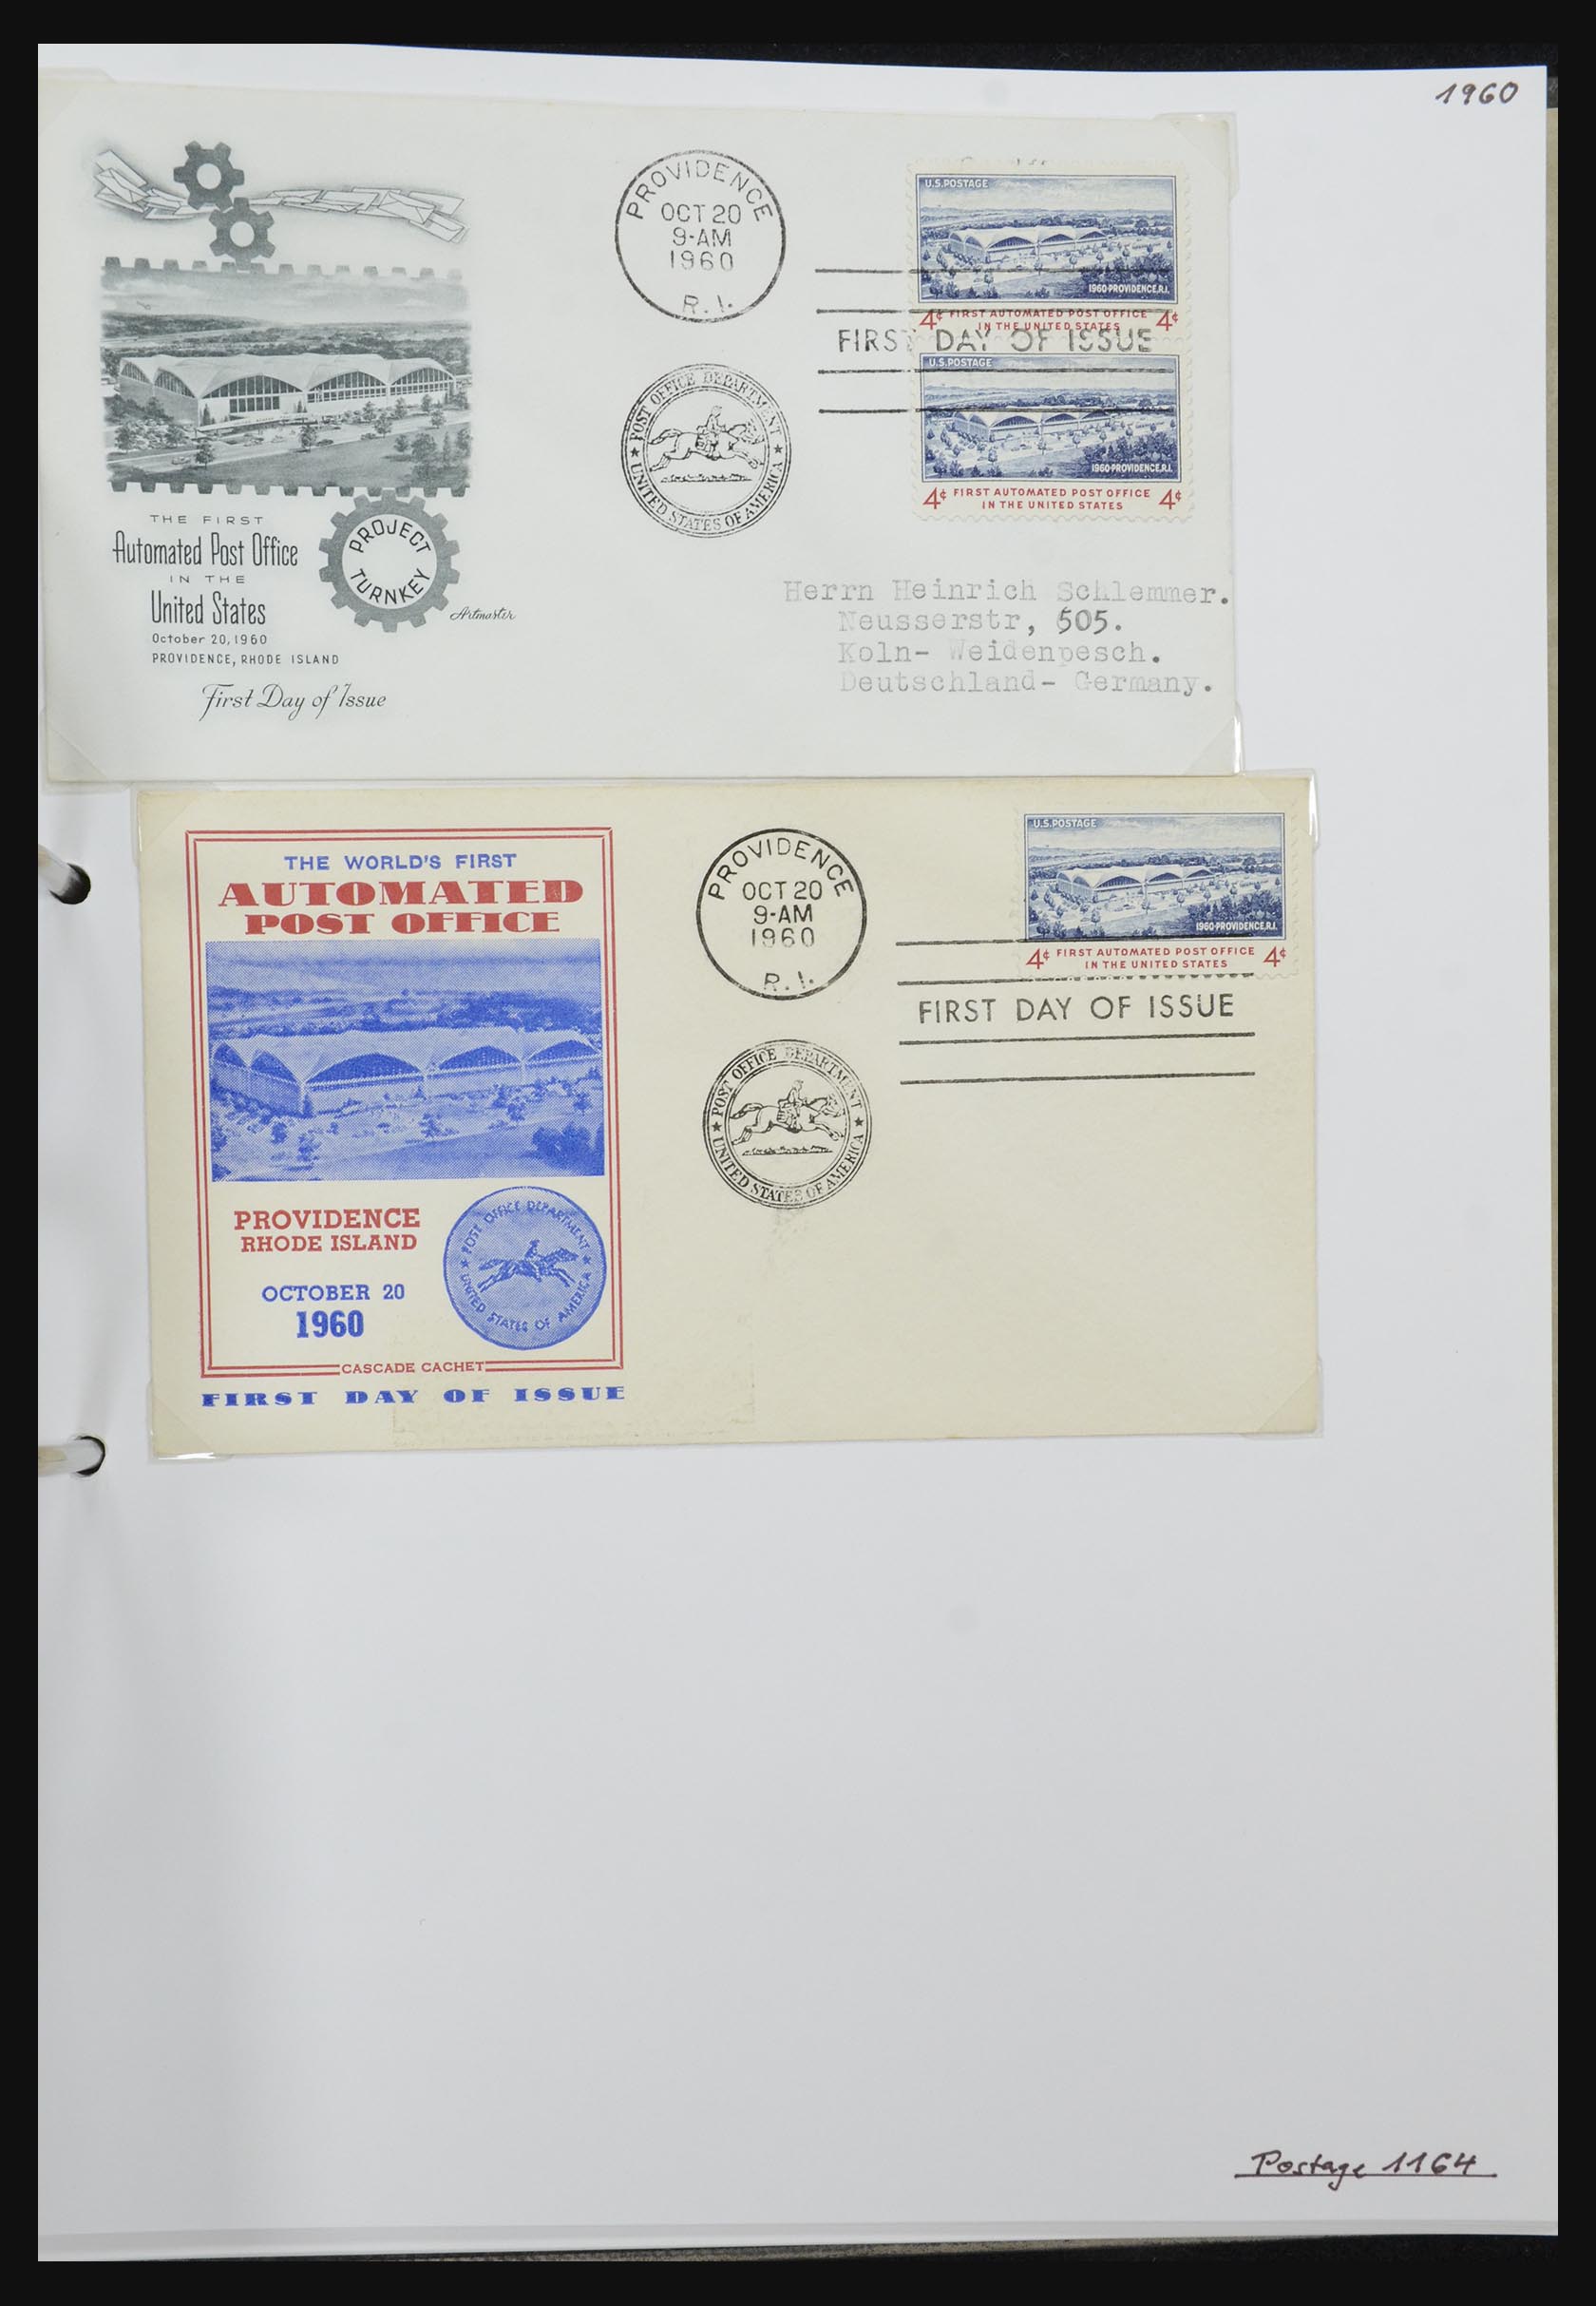 1960
PROVIDENCE
OCT 20
9-AM
1960
R.I.
U.S. POSTAGE
1960·PROVIDENCE,R.I.
4¢ FIRST AUTOMATED POST OFFICE 4¢
IN THE UNITED STATES
FIRST DAY OF ISSUE
U.S. POSTAGE
1960·PROVIDENCE,R.I.
4¢ FIRST AUTOMATED POST OFFICE 4¢
IN THE UNITED STATES
POST OFFICE DEPARTMENT
UNITED STATES OF AMERICA
THE FIRST
Automated Post Office
IN THE
United States
October 20, 1960
PROVIDENCE, RHODE ISLAND
First Day of Issue
PROJECT
TURNKEY
Artmaster
Herrn Heinrich Schlemmer.
Neusserstr, 505.
Koln- Weidenpesch.
Deutschland- Germany.
THE WORLD'S FIRST
AUTOMATED
POST OFFICE
PROVIDENCE
RHODE ISLAND
OCTOBER 20
1960
POST OFFICE DEPARTMENT
UNITED STATES OF AMERICA
CASCADE CACHET
FIRST DAY OF ISSUE
PROVIDENCE
OCT 20
9-AM
1960
R.I.
U.S. POSTAGE
1960·PROVIDENCE,R.I.
4¢ FIRST AUTOMATED POST OFFICE 4¢
IN THE UNITED STATES
FIRST DAY OF ISSUE
POST OFFICE DEPARTMENT
UNITED STATES OF AMERICA
Postage 1164